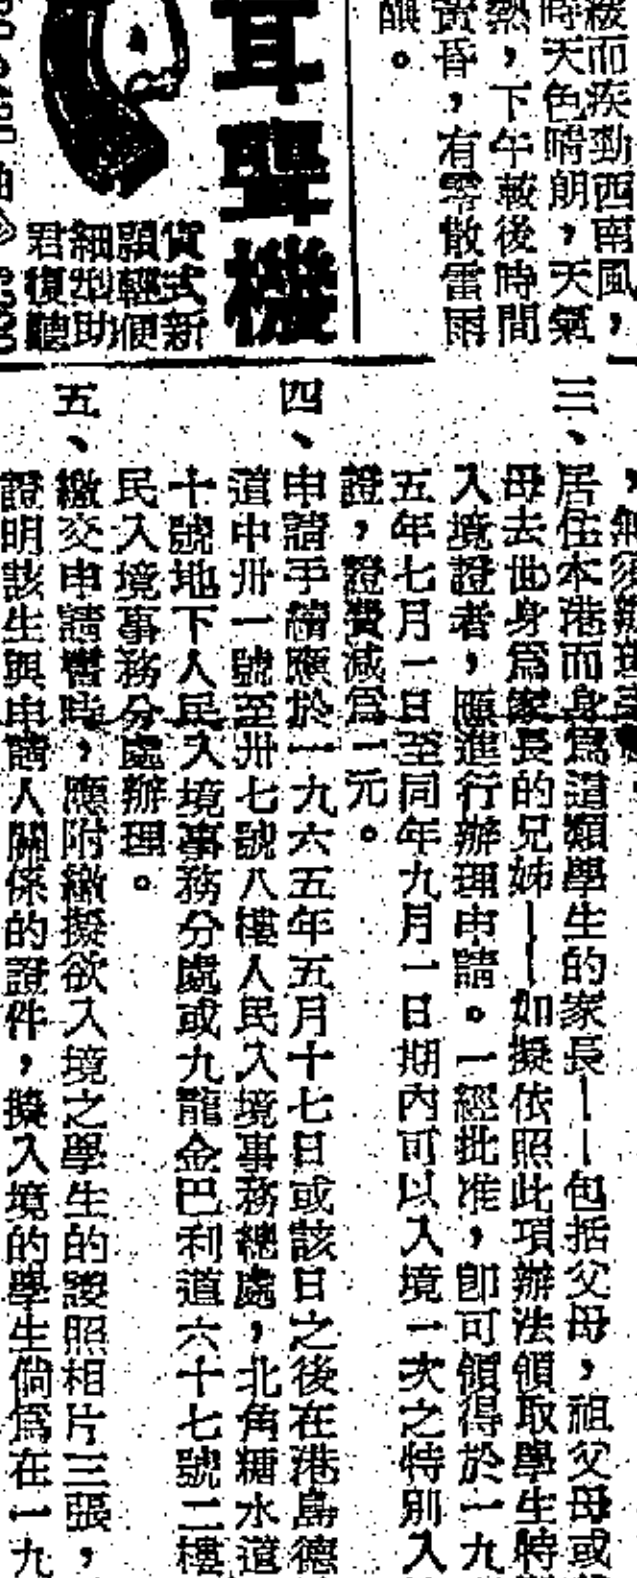 緩而疾勁西南風，
時天色晴朗，天氣
熱，下午較後時間
黃昏，有零散雷雨
釀。
耳聾機
貨式新
顯輕便
細型助
君復聽
，無須辦理
三、居住本港而身爲這類學生的家長——包括父母，祖父母或
母去世身爲家長的兄姊——如擬依照此項辦法領取學生特
入境證者，應進行辦理申請。一經批准，卽可領得於一九
五年七月一日至同年九月一日期內可以入境一次之特別入
證，證費減爲一元。
四、申請手續應於一九六五年五月十七日或該日之後在港島德
道中卅一號至卅七號八樓人民入境事務總處，北角糖水道
十號地下人民入境事務分處或九龍金巴利道六十七號二樓
民入境事務分處辦理。
五、繳交申請書時，應附繳擬欲入境之學生的證照相片三張，
證明該生與申請人關係的證件，擬入境的學生倘爲在一九